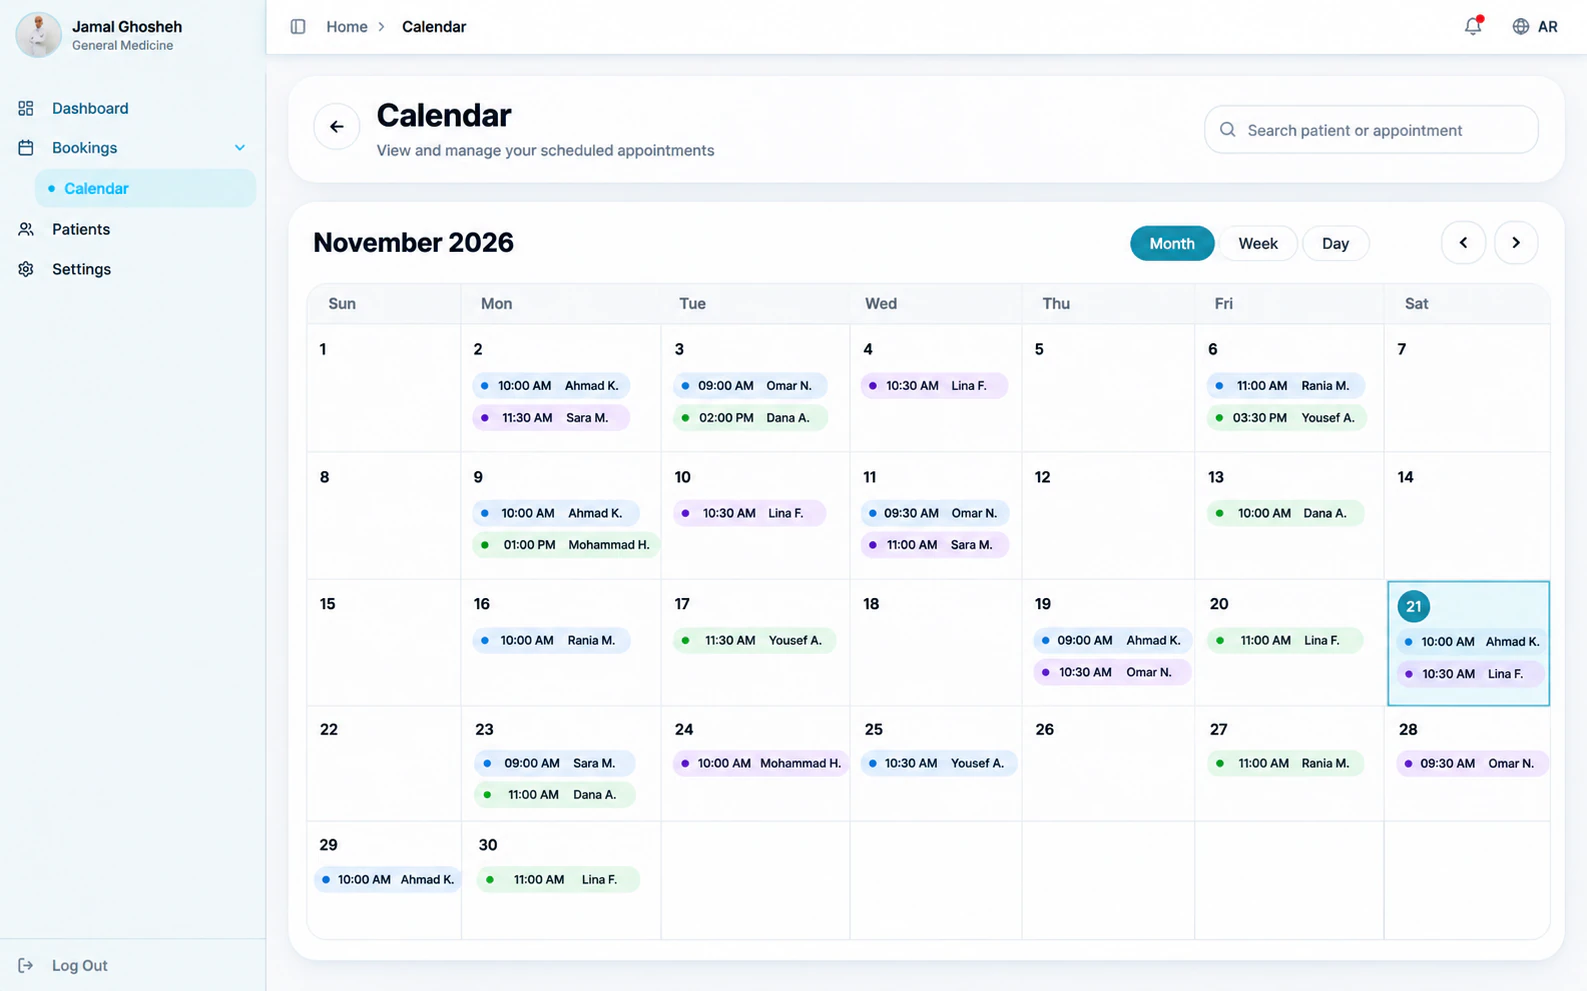 Jamal Ghosheh
General Medicine
Dashboard
Bookings
Calendar
Patients
Settings
Log Out
Home > Calendar
AR
Calendar
View and manage your scheduled appointments
Search patient or appointment
November 2026
Month Week Day
Sun Mon Tue Wed Thu Fri Sat
1 2 3 4 5 6 7
10:00 AM Ahmad K. 09:00 AM Omar N. 10:30 AM Lina F. 11:00 AM Rania M.
11:30 AM Sara M. 02:00 PM Dana A. 03:30 PM Yousef A.
8 9 10 11 12 13 14
10:00 AM Ahmad K. 10:30 AM Lina F. 09:30 AM Omar N. 10:00 AM Dana A.
01:00 PM Mohammad H. 11:00 AM Sara M.
15 16 17 18 19 20 21
10:00 AM Rania M. 11:30 AM Yousef A. 09:00 AM Ahmad K. 11:00 AM Lina F. 10:00 AM Ahmad K.
10:30 AM Omar N. 10:30 AM Lina F.
22 23 24 25 26 27 28
09:00 AM Sara M. 10:00 AM Mohammad H. 10:30 AM Yousef A. 11:00 AM Rania M. 09:30 AM Omar N.
11:00 AM Dana A.
29 30
10:00 AM Ahmad K. 11:00 AM Lina F.